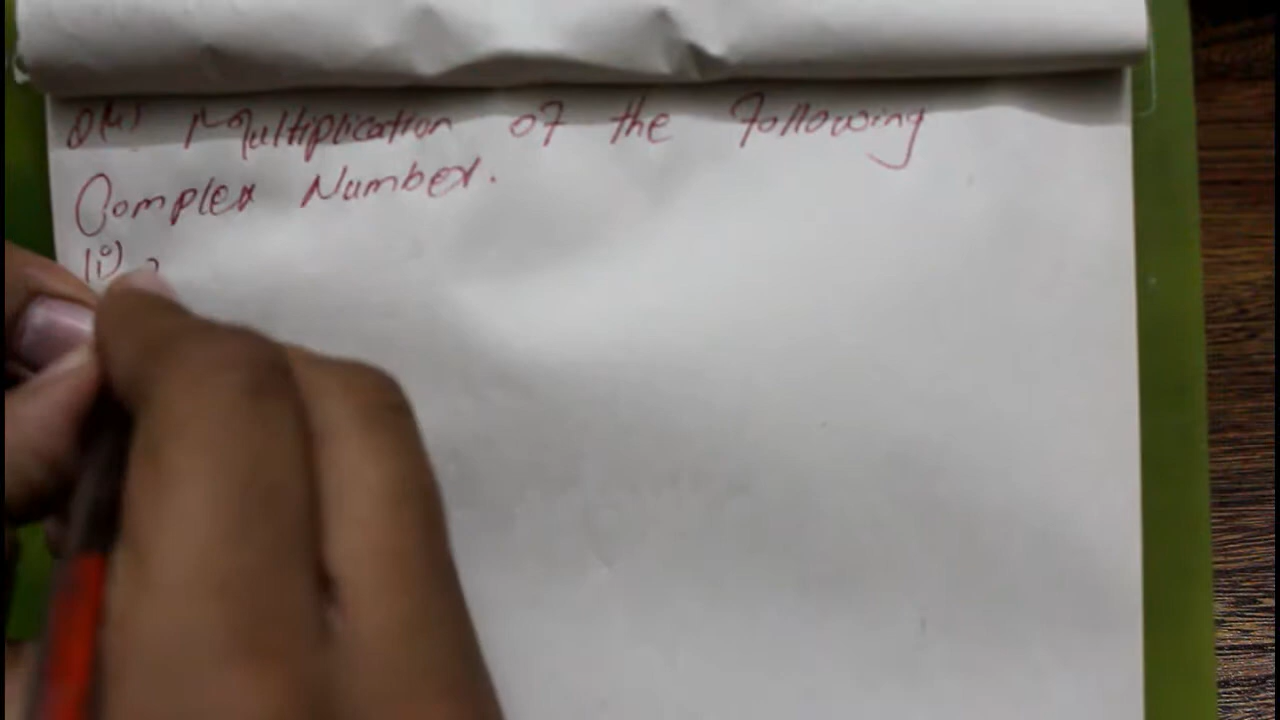 Multiplication of the following
Complex Number.
(i)